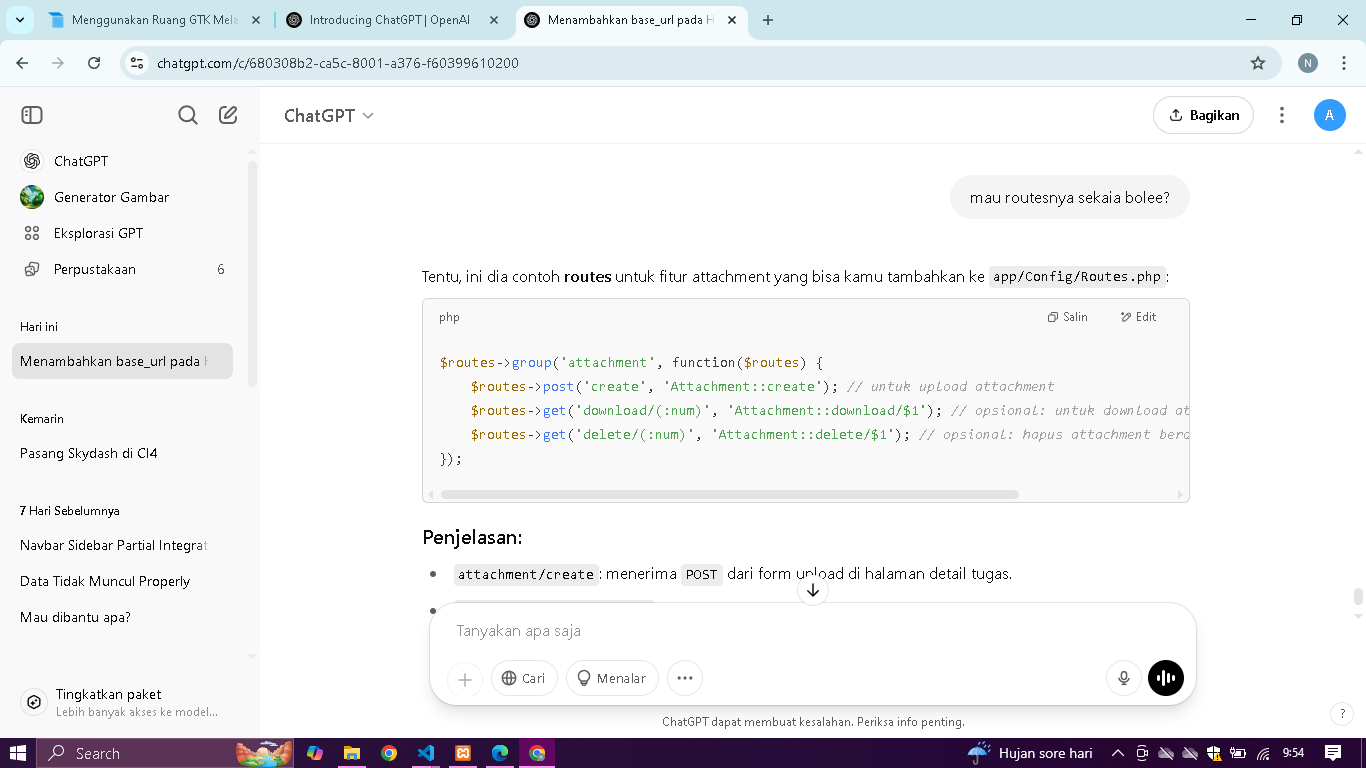 Menggunakan Ruang GTK Mela
Introducing ChatGPT | OpenAI
Menambahkan base_url pada H
chatgpt.com/c/680308b2-ca5c-8001-a376-f60399610200
N
ChatGPT
Bagikan
A
ChatGPT
Generator Gambar
Eksplorasi GPT
Perpustakaan 6
Hari ini
Menambahkan base_url pada H
Kemarin
Pasang Skydash di CI4
7 Hari Sebelumnya
Navbar Sidebar Partial Integrat
Data Tidak Muncul Properly
Mau dibantu apa?
Tingkatkan paket
Lebih banyak akses ke model...
mau routesnya sekaia bolee?
Tentu, ini dia contoh routes untuk fitur attachment yang bisa kamu tambahkan ke app/Config/Routes.php:
php Salin Edit
$routes->group('attachment', function($routes) {
$routes->post('create', 'Attachment::create'); // untuk upload attachment
$routes->get('download/(:num)', 'Attachment::download/$1'); // opsional: untuk download at
$routes->get('delete/(:num)', 'Attachment::delete/$1'); // opsional: hapus attachment berd
});
Penjelasan:
attachment/create: menerima POST dari form upload di halaman detail tugas.
Tanyakan apa saja
Cari Menalar
ChatGPT dapat membuat kesalahan. Periksa info penting.
?
Search
Hujan sore hari
9:54